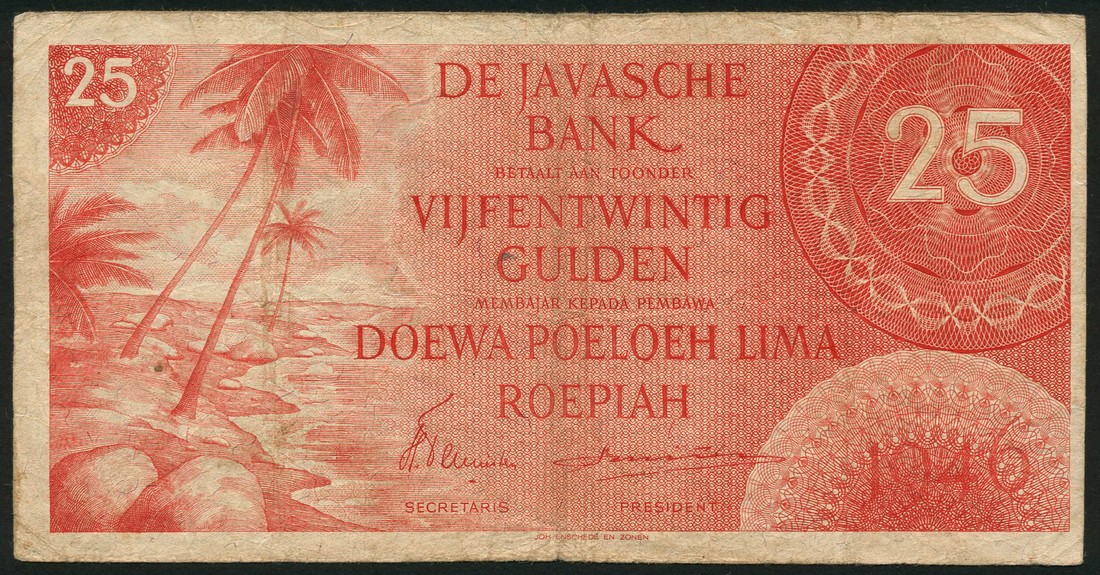 25
DE JAVASCHE
BANK
BETAALT AAN TOONDER
VIJFENTWINTIG
GULDEN
MEMBAJAR KEPADA PEMBAWA
DOEWA POELOEH LIMA
ROEPIAH
25
SECRETARIS
PRESIDENT
1946
JOH. ENSCHEDÉ EN ZONEN